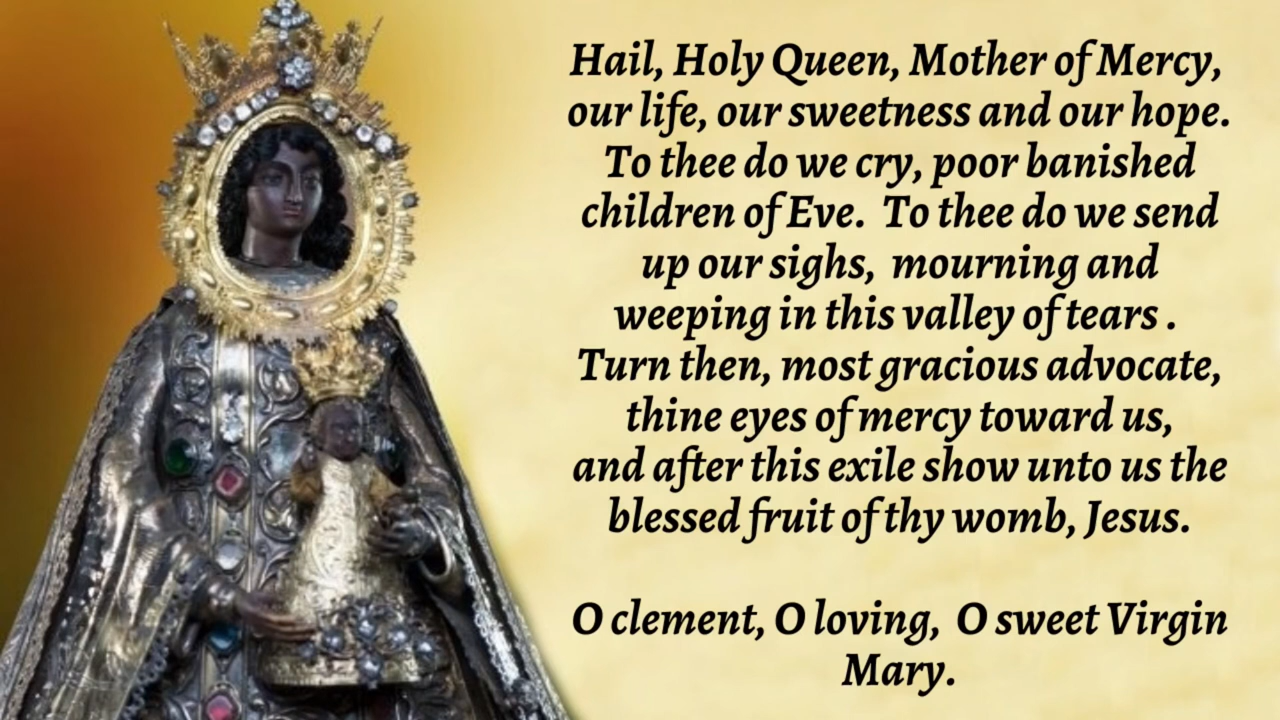 Hail, Holy Queen, Mother of Mercy,
our life, our sweetness and our hope.
To thee do we cry, poor banished
children of Eve.  To thee do we send
up our sighs,  mourning and
weeping in this valley of tears .
Turn then, most gracious advocate,
thine eyes of mercy toward us,
and after this exile show unto us the
blessed fruit of thy womb, Jesus.
O clement, O loving,  O sweet Virgin
Mary.